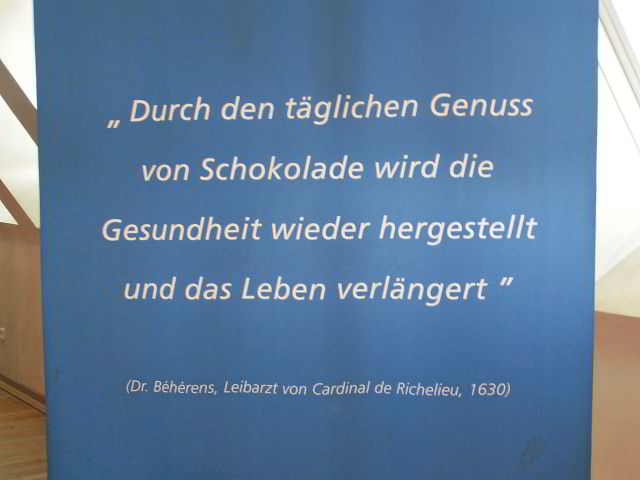 „ Durch den täglichen Genuss
von Schokolade wird die
Gesundheit wieder hergestellt
und das Leben verlängert ”
(Dr. Béhérens, Leibarzt von Cardinal de Richelieu, 1630)